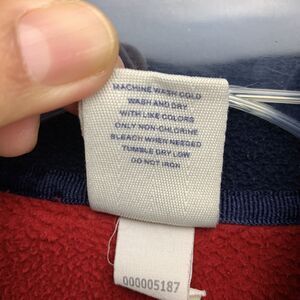 MACHINE WASH COLD
WASH AND DRY
WITH LIKE COLORS
ONLY NON-CHLORINE
BLEACH WHEN NEEDED
TUMBLE DRY LOW
DO NOT IRON
000005187